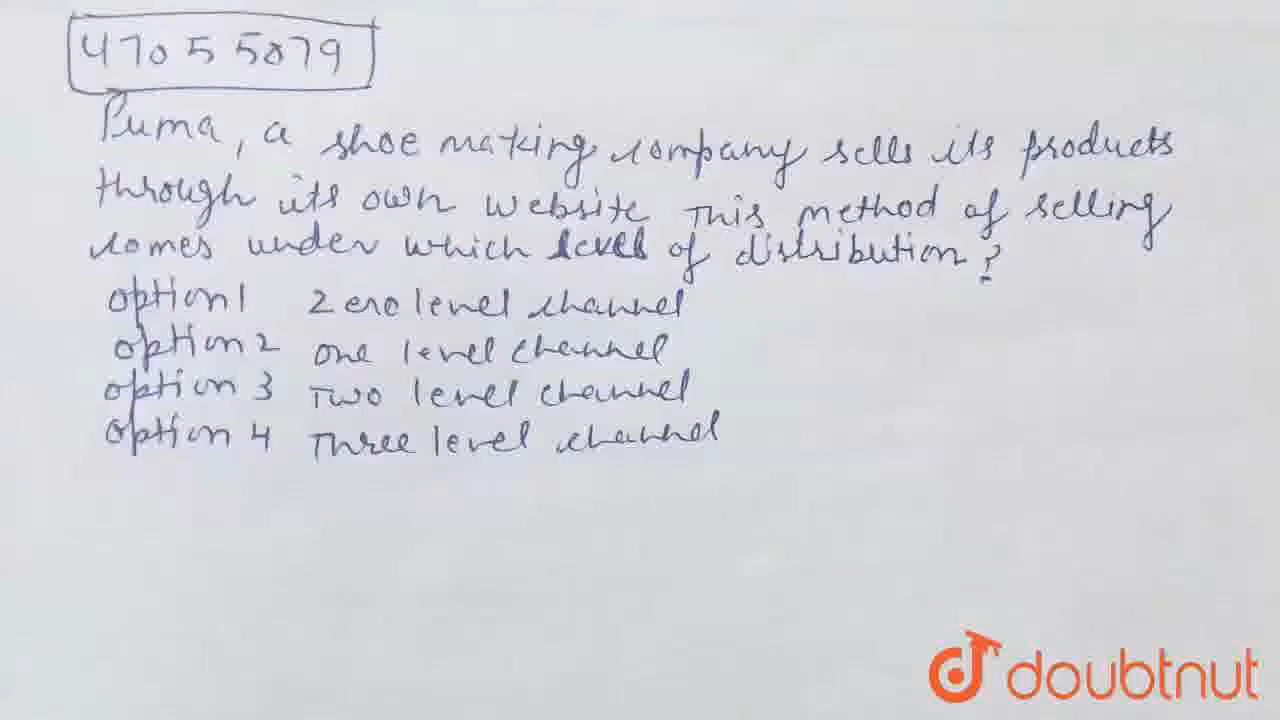 47055079
Puma, a shoe making company sells its products
through its own website This method of selling
comes under which level of distribution?
option 1 Zero level channel
option 2 one level channel
option 3 Two level channel
option 4 Three level channel
doubtnut